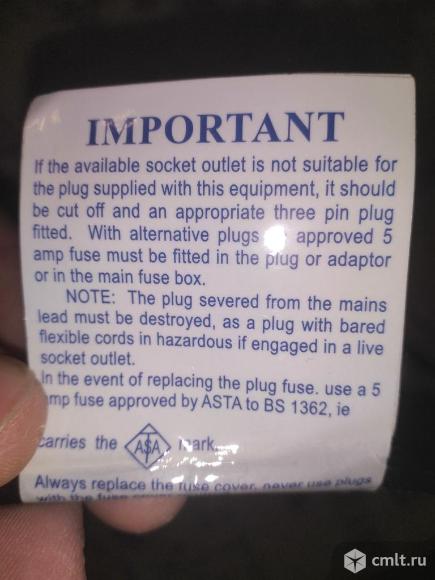 IMPORTANT
If the available socket outlet is not suitable for
the plug supplied with this equipment, it should
be cut off and an appropriate three pin plug
fitted. With alternative plugs approved 5
amp fuse must be fitted in the plug or adaptor
or in the main fuse box.
NOTE: The plug severed from the mains
lead must be destroyed, as a plug with bared
flexible cords in hazardous if engaged in a live
socket outlet.
In the event of replacing the plug fuse. use a 5
amp fuse approved by ASTA to BS 1362, ie
carries the ASA mark
Always replace the fuse cover, never use plugs
with the fuse cover
cmlt.ru